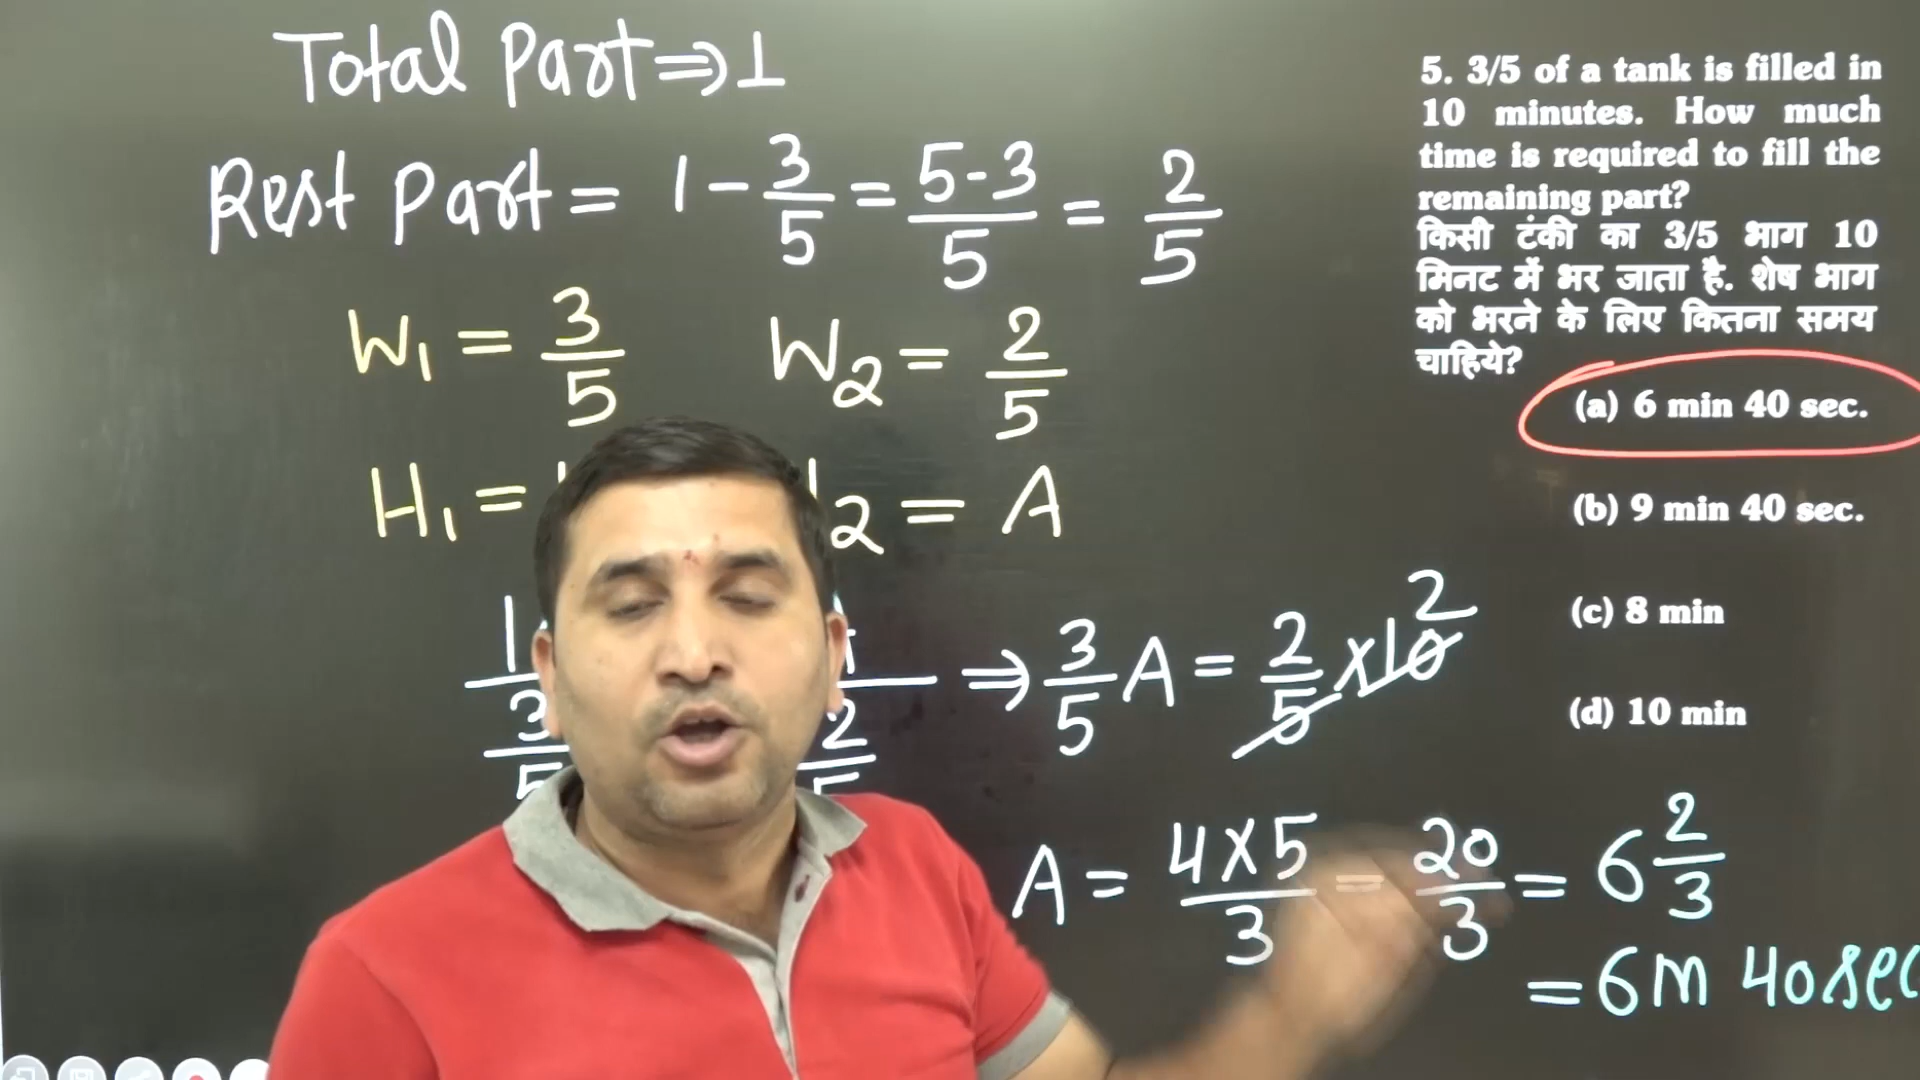 Total Part ⇒ 1
Rest Part = 1 - 3/5 = 5-3/5 = 2/5
W1 = 3/5 W2 = 2/5
H1 = 2 = A
⇒ 3/5 A = 2/5 × 10 2
A = 4×5/3 = 20/3 = 6 2/3
= 6m 40sec
5. 3/5 of a tank is filled in
10 minutes. How much
time is required to fill the
remaining part?
किसी टंकी का 3/5 भाग 10
मिनट में भर जाता है. शेष भाग
को भरने के लिए कितना समय
चाहिये?
(a) 6 min 40 sec.
(b) 9 min 40 sec.
(c) 8 min
(d) 10 min